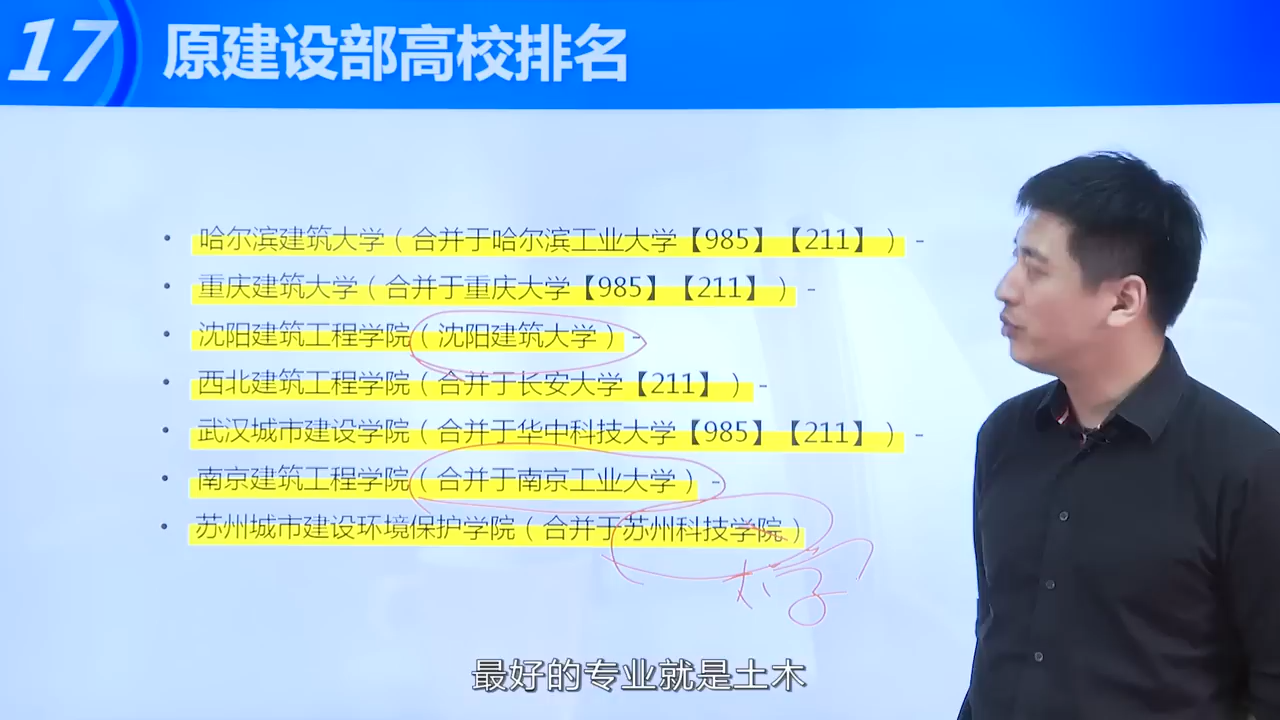 17 原建设部高校排名
• 哈尔滨建筑大学（合并于哈尔滨工业大学【985】【211】）-
• 重庆建筑大学（合并于重庆大学【985】【211】）-
• 沈阳建筑工程学院（沈阳建筑大学）-
• 西北建筑工程学院（合并于长安大学【211】）-
• 武汉城市建设学院（合并于华中科技大学【985】【211】）-
• 南京建筑工程学院（合并于南京工业大学）-
• 苏州城市建设环境保护学院（合并于苏州科技学院）
大学
最好的专业就是土木